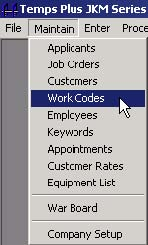 Temps Plus JKM Series
File Maintain Enter
Applicants
Job Orders
Customers
Work Codes
Employees
Keywords
Appointments
Customer Rates
Equipment List
War Board
Company Setup